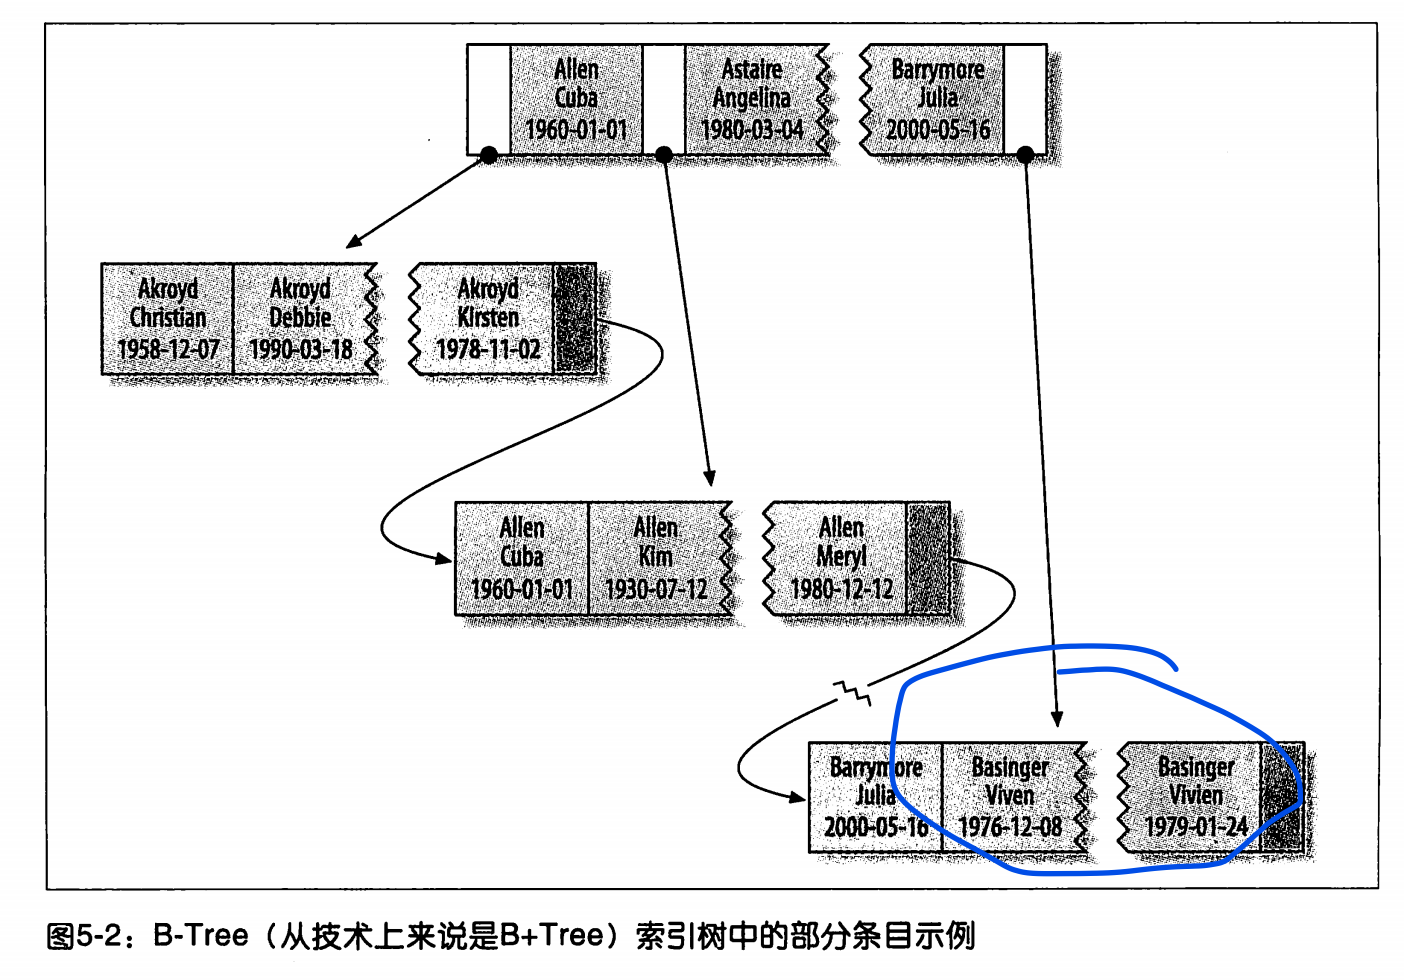 Allen
Cuba
1960-01-01
Astaire
Angelina
1980-03-04
Barrymore
Julia
2000-05-16
Akroyd
Christian
1958-12-07
Akroyd
Debbie
1990-03-18
Akroyd
Kirsten
1978-11-02
Allen
Cuba
1960-01-01
Allen
Kim
1930-07-12
Allen
Meryl
1980-12-12
Barrymore
Julia
2000-05-16
Basinger
Viven
1976-12-08
Basinger
Vivien
1979-01-24
图5-2：B-Tree（从技术上来说是B+Tree）索引树中的部分条目示例